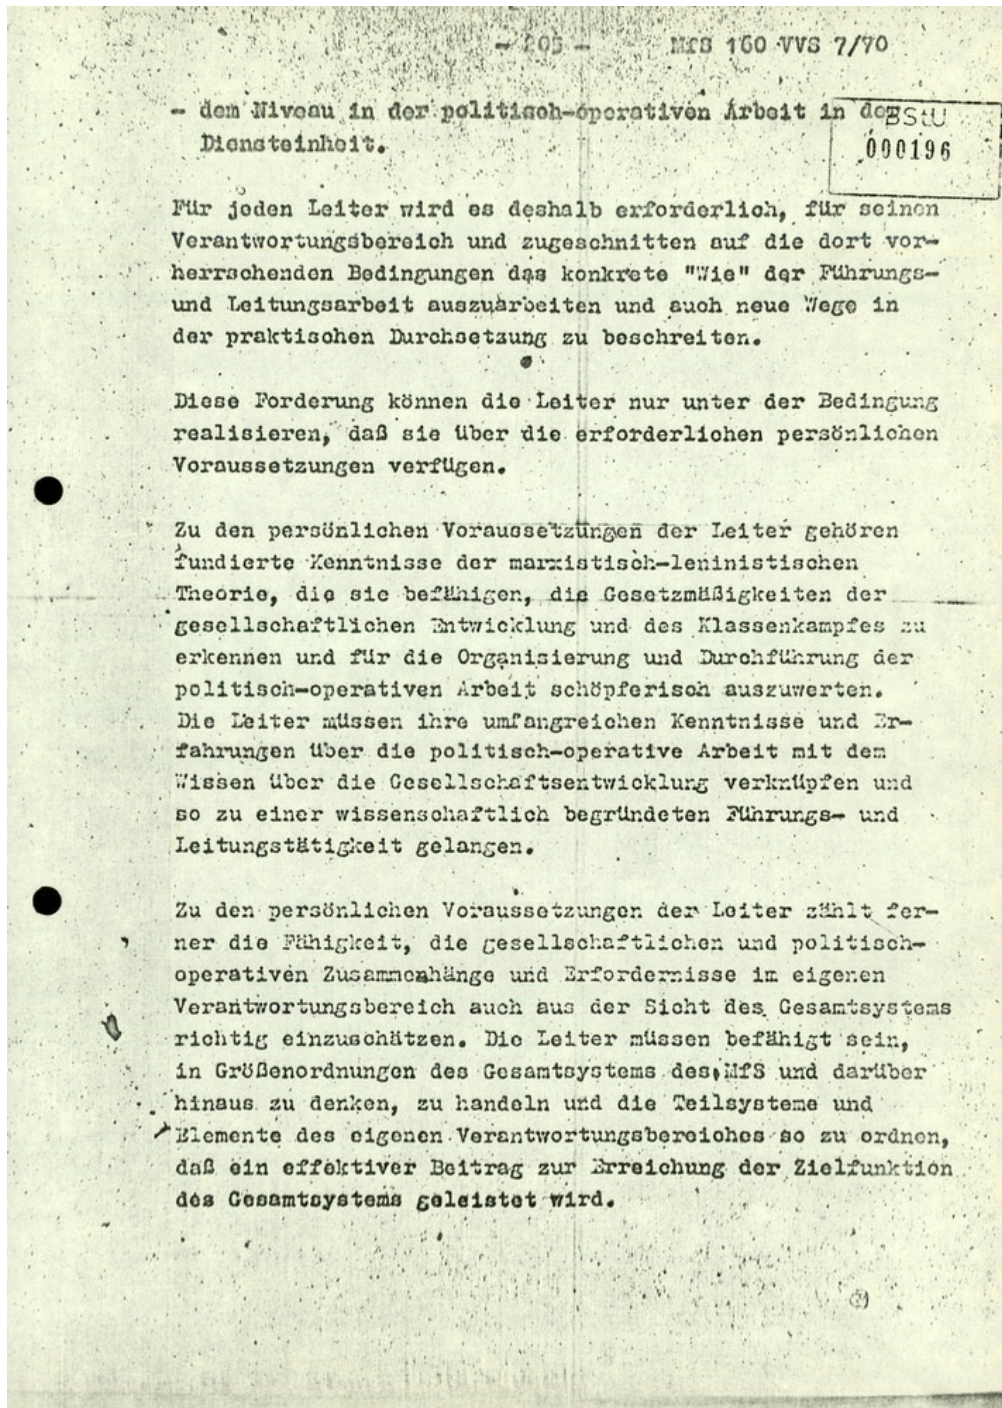 - 205 - MfS 160 VVS 7/70
- dem Niveau in der politisch-operativen Arbeit in der
BStU
Diensteinheit.
000196
Für jeden Leiter wird es deshalb erforderlich, für seinen
Verantwortungsbereich und zugeschnitten auf die dort vor-
herrschenden Bedingungen das konkrete "Wie" der Führungs-
und Leitungsarbeit auszuarbeiten und auch neue Wege in
der praktischen Durchsetzung zu beschreiten.
Diese Forderung können die Leiter nur unter der Bedingung
realisieren, daß sie über die erforderlichen persönlichen
Voraussetzungen verfügen.
Zu den persönlichen Voraussetzungen der Leiter gehören
fundierte Kenntnisse der marxistisch-leninistischen
Theorie, die sie befähigen, die Gesetzmäßigkeiten der
gesellschaftlichen Entwicklung und des Klassenkampfes zu
erkennen und für die Organisierung und Durchführung der
politisch-operativen Arbeit schöpferisch auszuwerten.
Die Leiter müssen ihre umfangreichen Kenntnisse und Er-
fahrungen über die politisch-operative Arbeit mit dem
Wissen über die Gesellschaftsentwicklung verknüpfen und
so zu einer wissenschaftlich begründeten Führungs- und
Leitungstätigkeit gelangen.
Zu den persönlichen Voraussetzungen der Leiter zählt fer-
ner die Fähigkeit, die gesellschaftlichen und politisch-
operativen Zusammenhänge und Erfordernisse im eigenen
Verantwortungsbereich auch aus der Sicht des Gesamtsystems
richtig einzuschätzen. Die Leiter müssen befähigt sein,
in Größenordnungen des Gesamtsystems des MfS und darüber
hinaus zu denken, zu handeln und die Teilsysteme und
Elemente des eigenen Verantwortungsbereiches so zu ordnen,
daß ein effektiver Beitrag zur Erreichung der Zielfunktion
des Gesamtsystems geleistet wird.